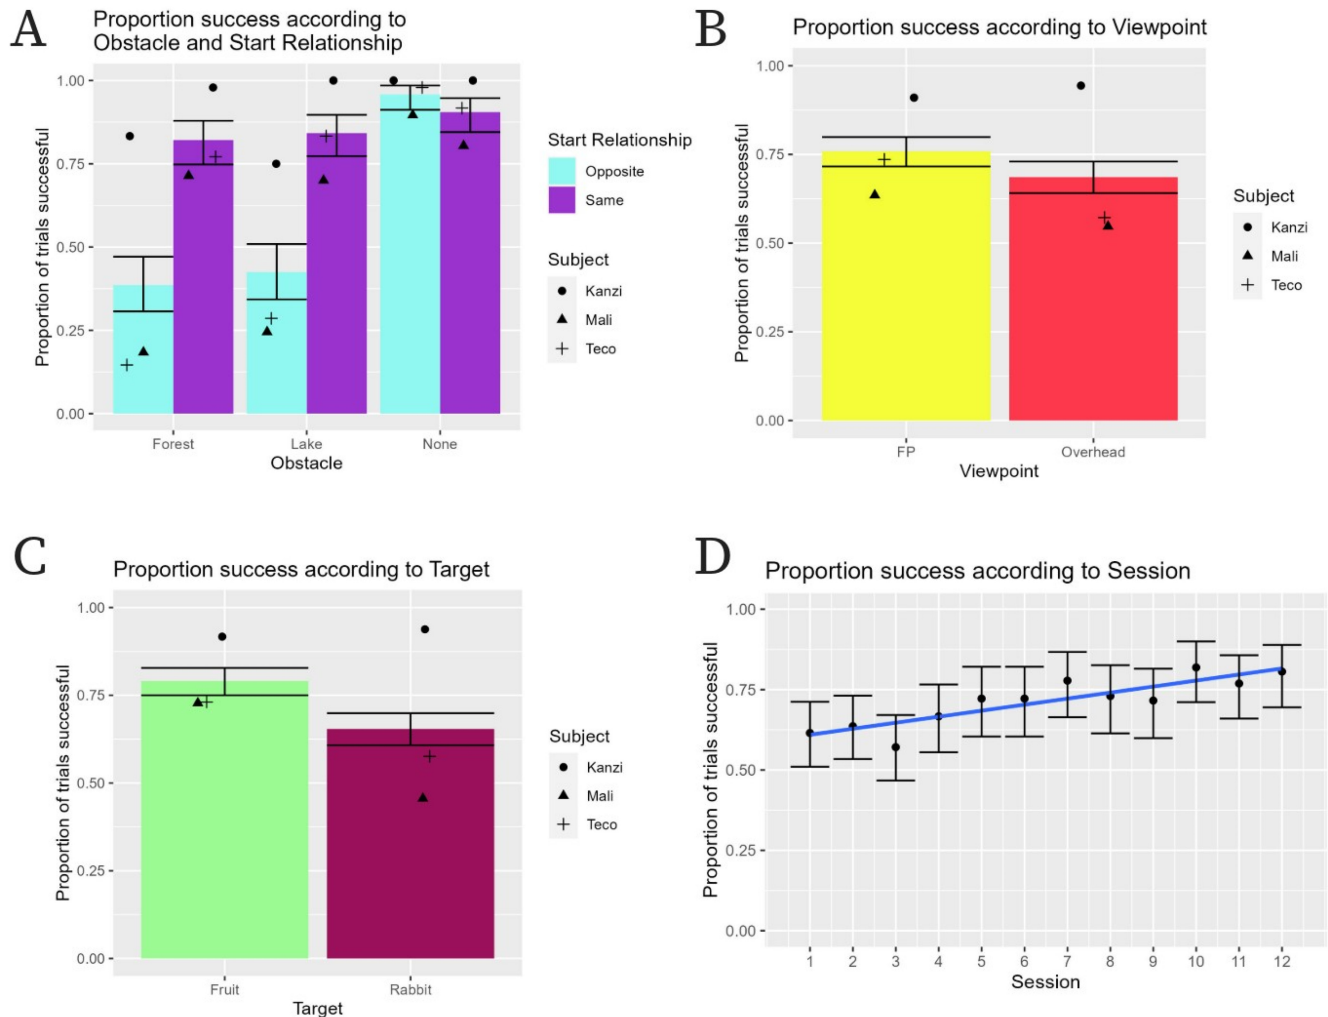 A
Proportion success according to
Obstacle and Start Relationship
Proportion of trials successful
1.00
0.75
0.50
0.25
0.00
Forest
Lake
None
Obstacle
Start Relationship
Opposite
Same
Subject
Kanzi
Mali
Teco
B
Proportion success according to Viewpoint
Proportion of trials successful
1.00
0.75
0.50
0.25
0.00
FP
Overhead
Viewpoint
Subject
Kanzi
Mali
Teco
C
Proportion success according to Target
Proportion of trials successful
1.00
0.75
0.50
0.25
0.00
Fruit
Rabbit
Target
Subject
Kanzi
Mali
Teco
D
Proportion success according to Session
Proportion of trials successful
1.00
0.75
0.50
0.25
0.00
1 2 3 4 5 6 7 8 9 10 11 12
Session